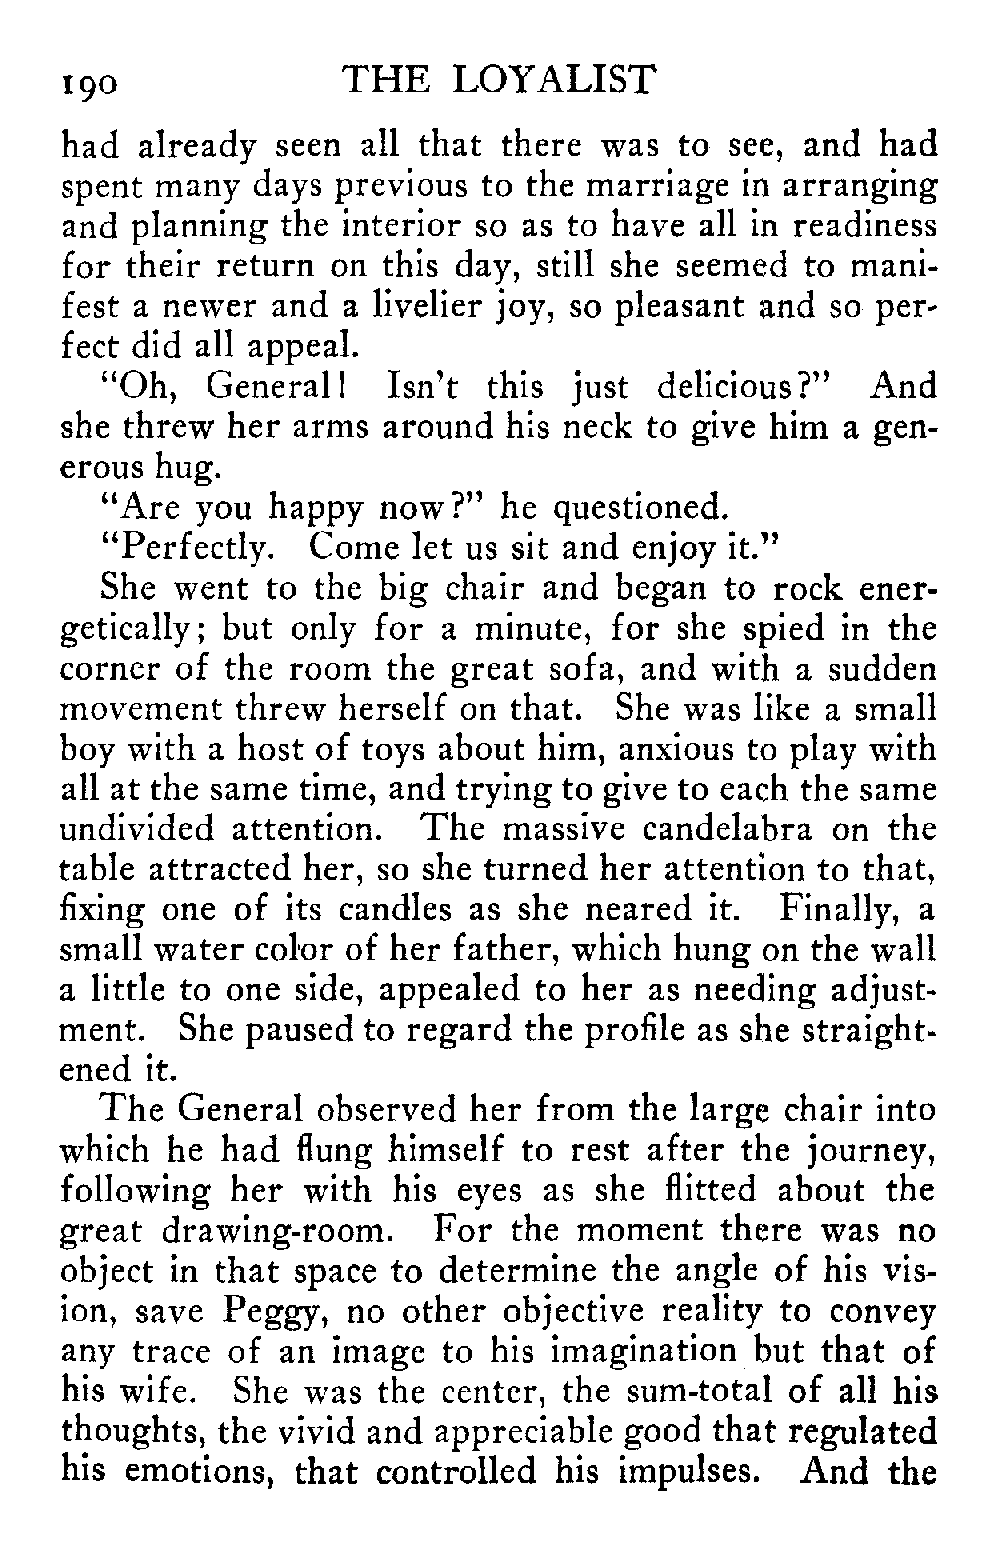 190 THE LOYALIST
had already seen all that there was to see, and had
spent many days previous to the marriage in arranging
and planning the interior so as to have all in readiness
for their return on this day, still she seemed to mani-
fest a newer and a livelier joy, so pleasant and so per-
fect did all appeal.
“Oh, General! Isn’t this just delicious?” And
she threw her arms around his neck to give him a gen-
erous hug.
“Are you happy now?” he questioned.
“Perfectly. Come let us sit and enjoy it.”
She went to the big chair and began to rock ener-
getically; but only for a minute, for she spied in the
corner of the room the great sofa, and with a sudden
movement threw herself on that. She was like a small
boy with a host of toys about him, anxious to play with
all at the same time, and trying to give to each the same
undivided attention. The massive candelabra on the
table attracted her, so she turned her attention to that,
fixing one of its candles as she neared it. Finally, a
small water color of her father, which hung on the wall
a little to one side, appealed to her as needing adjust-
ment. She paused to regard the profile as she straight-
ened it.
The General observed her from the large chair into
which he had flung himself to rest after the journey,
following her with his eyes as she flitted about the
great drawing-room. For the moment there was no
object in that space to determine the angle of his vis-
ion, save Peggy, no other objective reality to convey
any trace of an image to his imagination but that of
his wife. She was the center, the sum-total of all his
thoughts, the vivid and appreciable good that regulated
his emotions, that controlled his impulses. And the